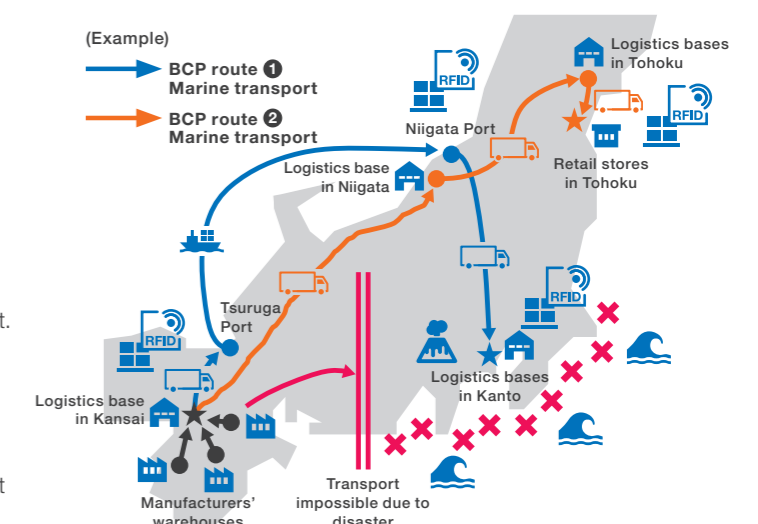 (Example)
BCP route 1
Marine transport
BCP route 2
Marine transport
RFID
Logistics bases
in Tohoku
RFID
Niigata Port
Logistics base
in Niigata
Retail stores
in Tohoku
Tsuruga
Port
RFID
RFID
t.
Logistics bases
in Kanto
Logistics base
in Kansai
t
Manufacturers'
warehouses
Transport
impossible due to
disaster